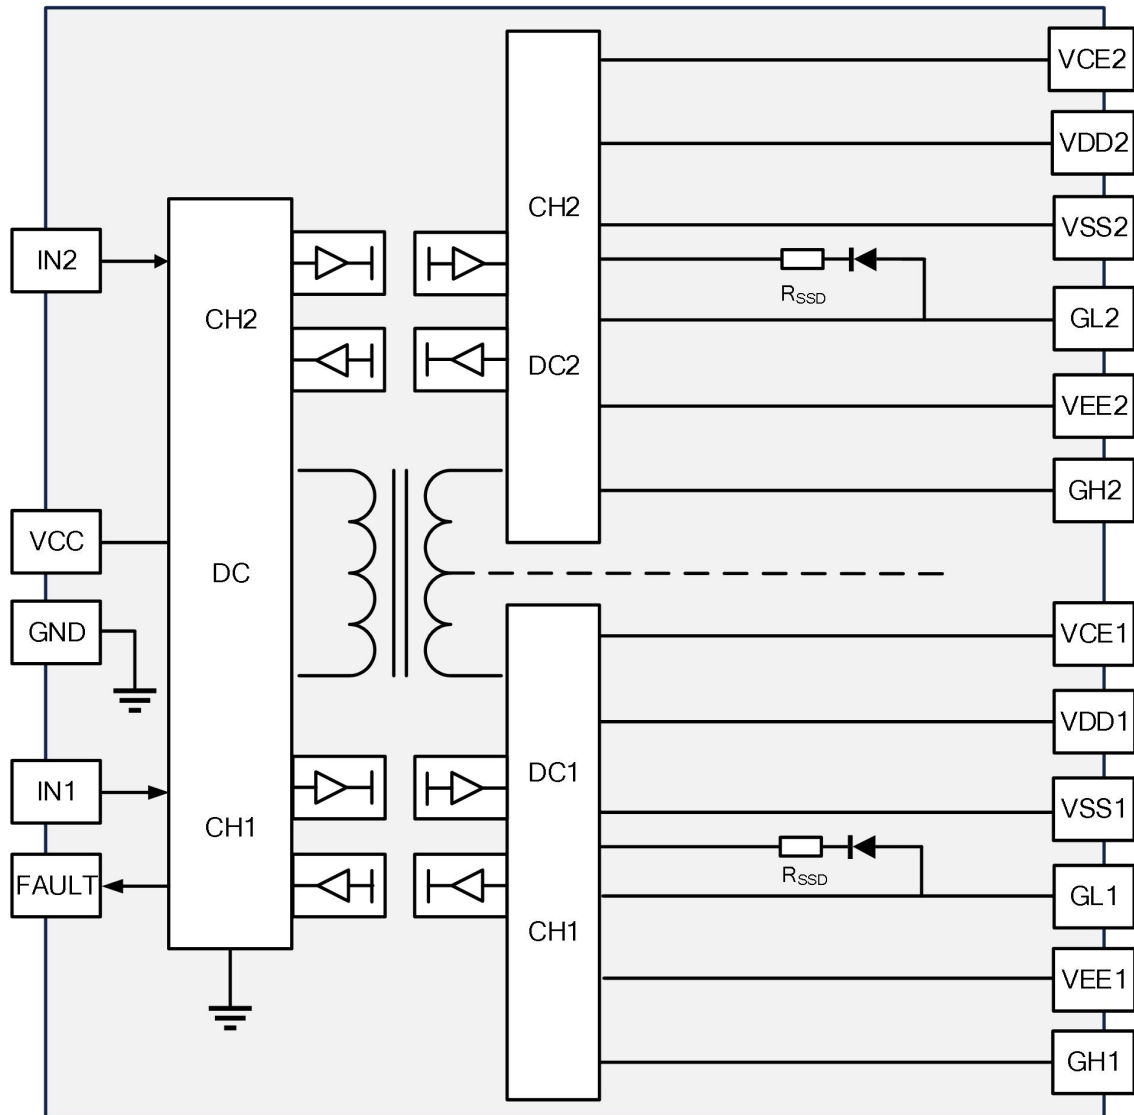 VCE2
VDD2
CH2
VSS2
IN2
RSSD
CH2
GL2
DC2
VEE2
GH2
VCC
DC
GND
VCE1
VDD1
DC1
IN1
VSS1
CH1
RSSD
FAULT
GL1
CH1
VEE1
GH1